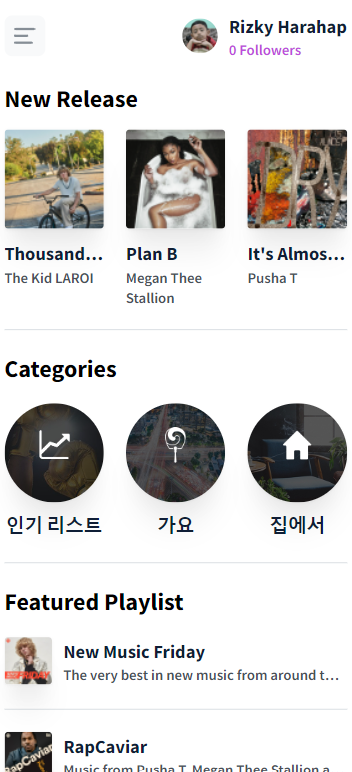 Rizky Harahap
0 Followers
New Release
Thousand...
Plan B
It's Almos...
The Kid LAROI
Megan Thee
Stallion
Pusha T
Categories
인기 리스트
가요
집에서
Featured Playlist
FRIDAY
New Music Friday
The very best in new music from around t...
RapCaviar
RapCaviar
Music from Pusha T, Megan Thee Stallion a